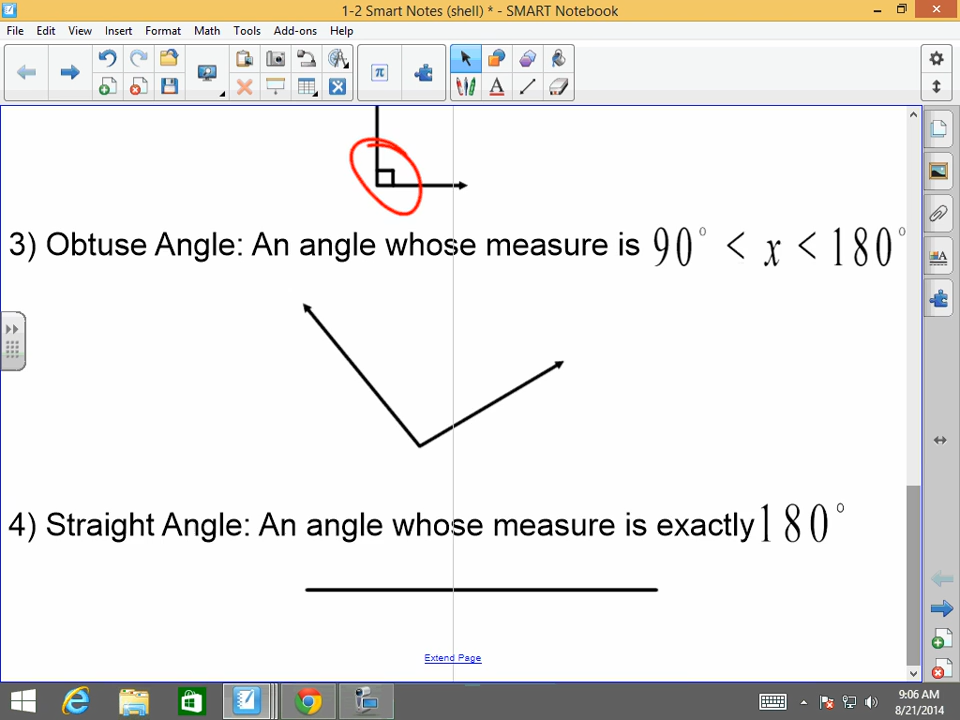 1-2 Smart Notes (shell) * - SMART Notebook
File Edit View Insert Format Math Tools Add-ons Help
π
A
3) Obtuse Angle: An angle whose measure is 90° < x < 180°
4) Straight Angle: An angle whose measure is exactly 180°
Extend Page
9:06 AM
8/21/2014